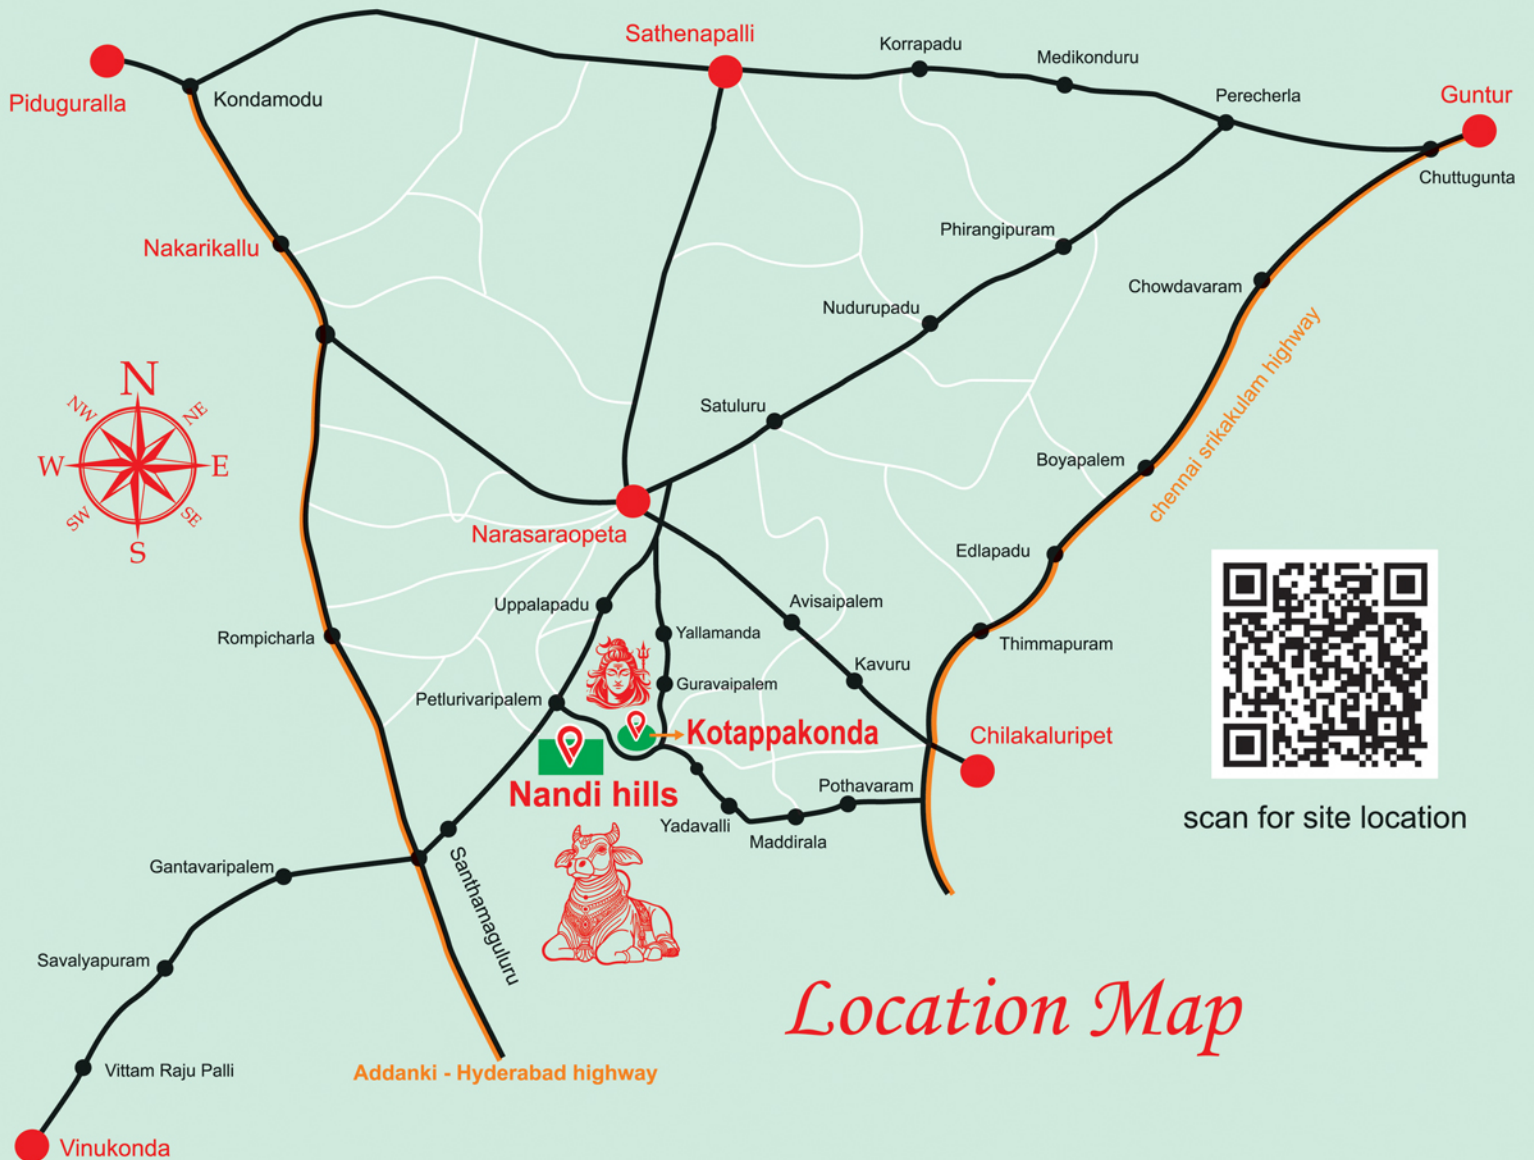 Sathenapalli
Korrapadu
Medikonduru
Piduguralla
Kondamodu
Perecherla
Guntur
Chuttugunta
Nakarikallu
Phirangipuram
Chowdavaram
Nudurupadu
chennai srikakulam highway
N
NW
NE
W
E
SW
SE
S
Satuluru
Boyapalem
Narasaraopeta
Edlapadu
Uppalapadu
Avisaipalem
Rompicharla
Yallamanda
Thimmapuram
Kavuru
Guravaipalem
Petlurivaripalem
Kotappakonda
Chilakaluripet
Nandi hills
Pothavaram
Yadavalli
Maddirala
scan for site location
Gantavaripalem
Santhamaguluru
Savalyapuram
Location Map
Vittam Raju Palli
Addanki - Hyderabad highway
Vinukonda